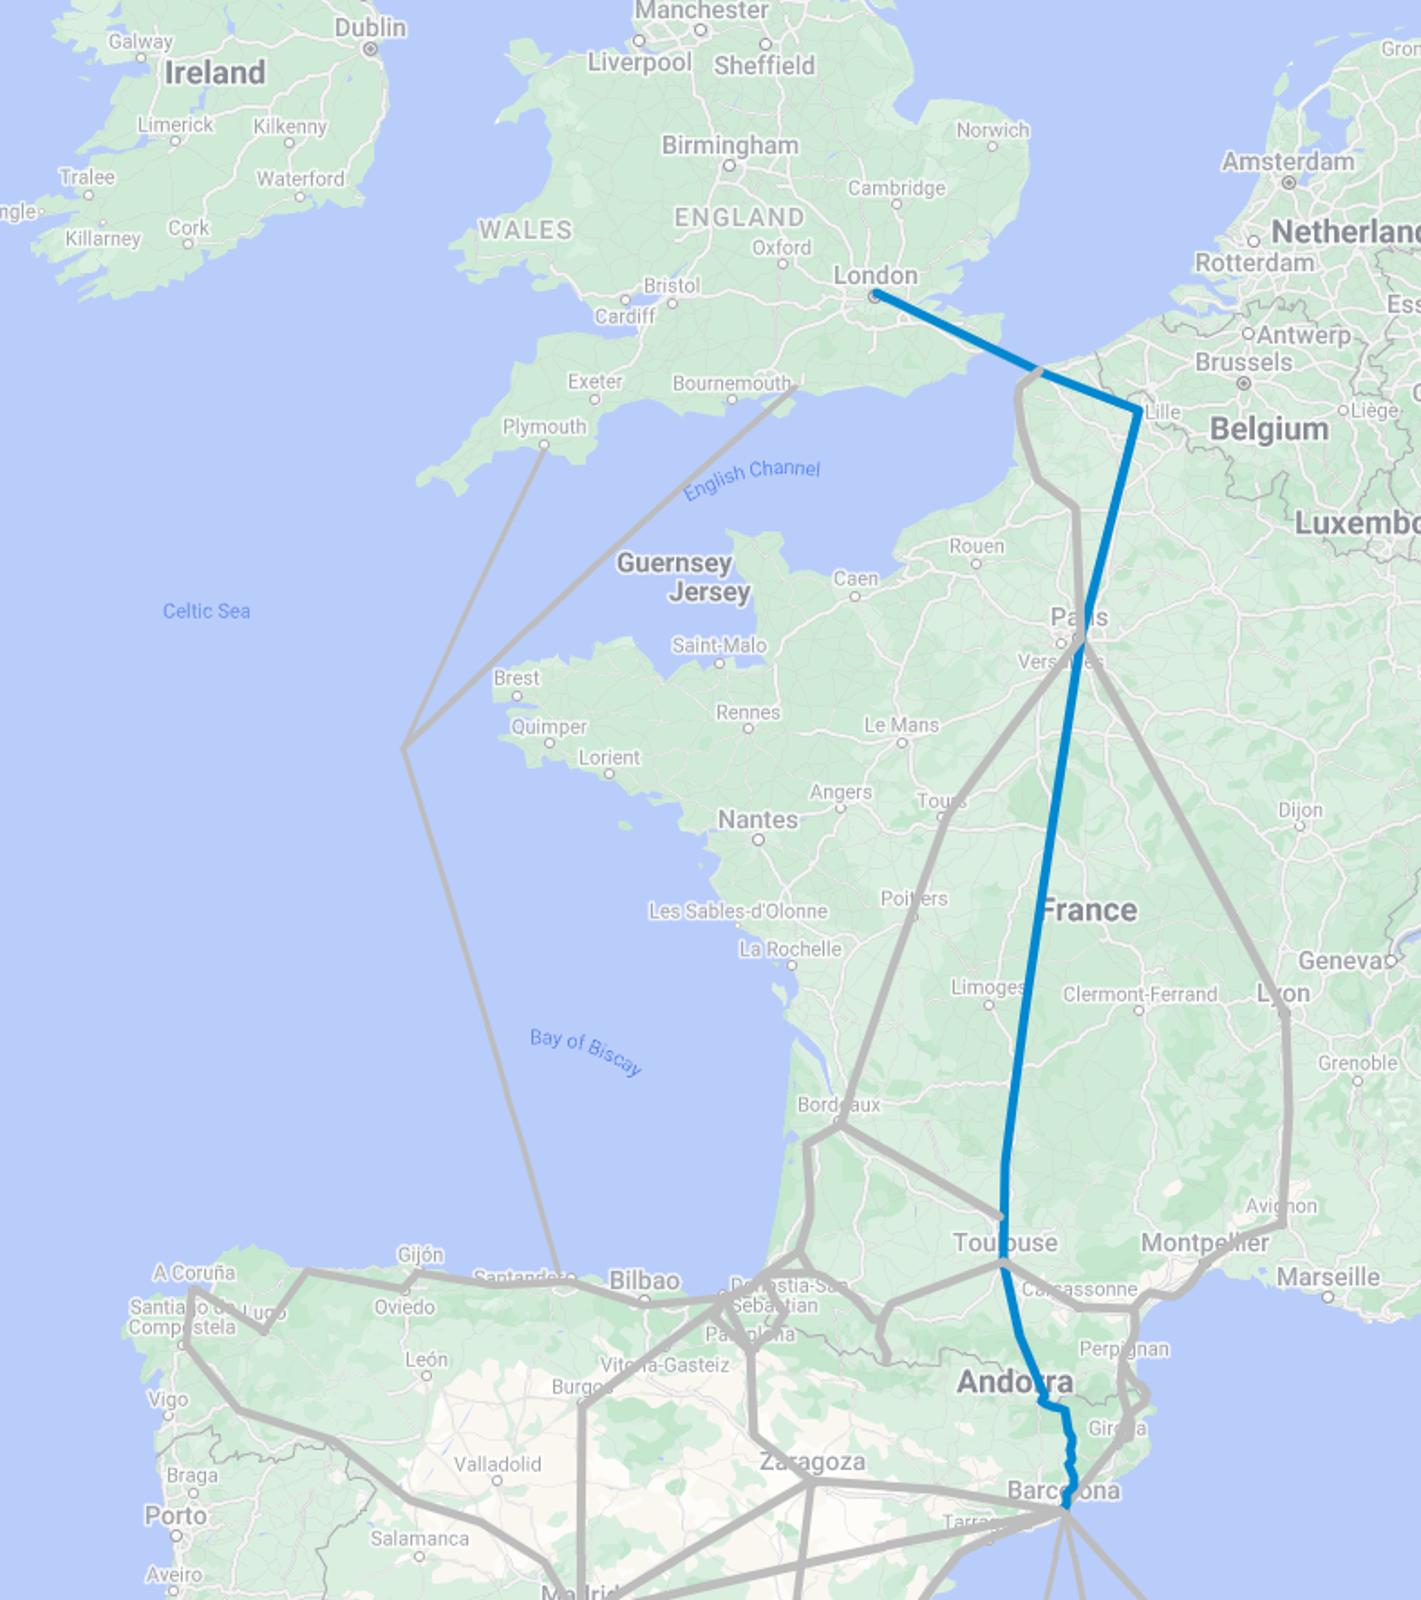 Manchester
Galway
Dublin
Ireland
Liverpool
Sheffield
Gron
Limerick
Kilkenny
Birmingham
Norwich
Amsterdam
Tralee
Waterford
Cambridge
ngle
Killarney
Cork
WALES
ENGLAND
Oxford
Netherland
Rotterdam
London
Bristol
Cardiff
Ess
Antwerp
Brussels
Exeter
Bournemouth
Lille
Liège
Plymouth
Belgium
English Channel
Luxembo
Rouen
Guernsey
Jersey
Caen
Celtic Sea
Paris
Saint-Malo
Versailles
Brest
Quimper
Rennes
Le Mans
Lorient
Angers
Tours
Dijon
Nantes
Poitiers
Les Sables-d'Olonne
France
La Rochelle
Geneva
Limoges
Clermont-Ferrand
Lyon
Bay of Biscay
Grenoble
Bordeaux
Avignon
Toulouse
Montpellier
Gijón
A Coruña
Santander
Bilbao
Marseille
Donostia-San
Sebastian
Carcassonne
Santiago de
Compostela
Lugo
Oviedo
Pamplona
Perpignan
León
Vitoria-Gasteiz
Andorra
Vigo
Burgos
Girona
Valladolid
Zaragoza
Braga
Barcelona
Porto
Salamanca
Tarragona
Aveiro
Madrid